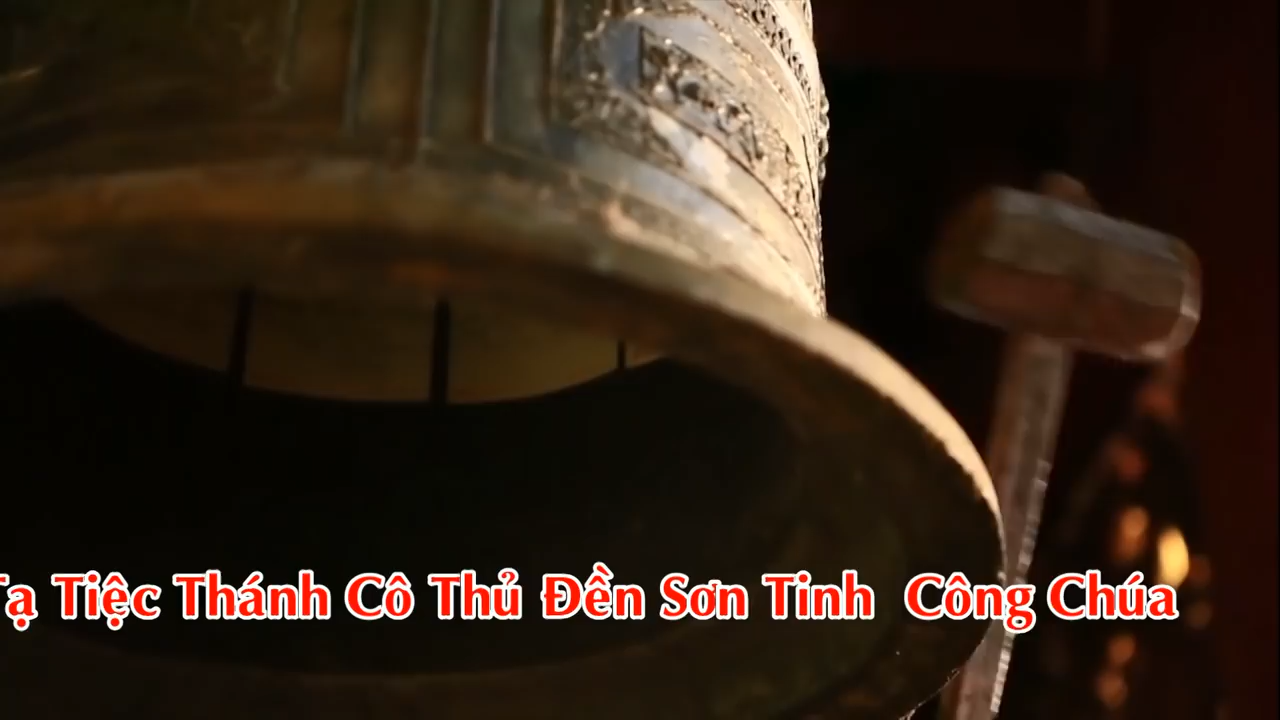 Tạ Tiệc Thánh Cô Thủ Đền Sơn Tinh Công Chúa